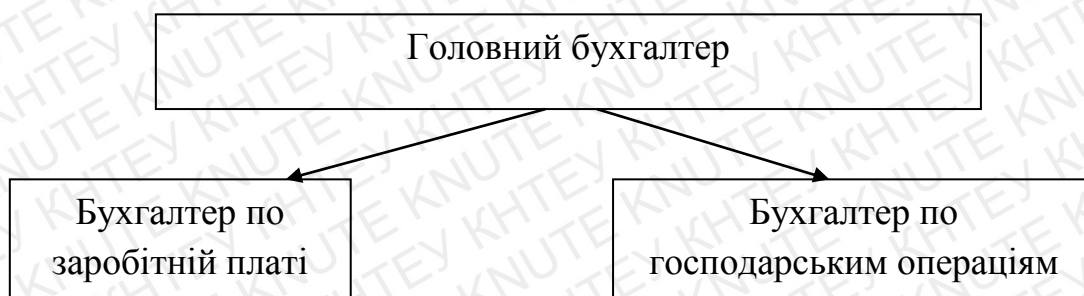 Головний бухгалтер
Бухгалтер по
заробітній платі
Бухгалтер по
господарським операціям